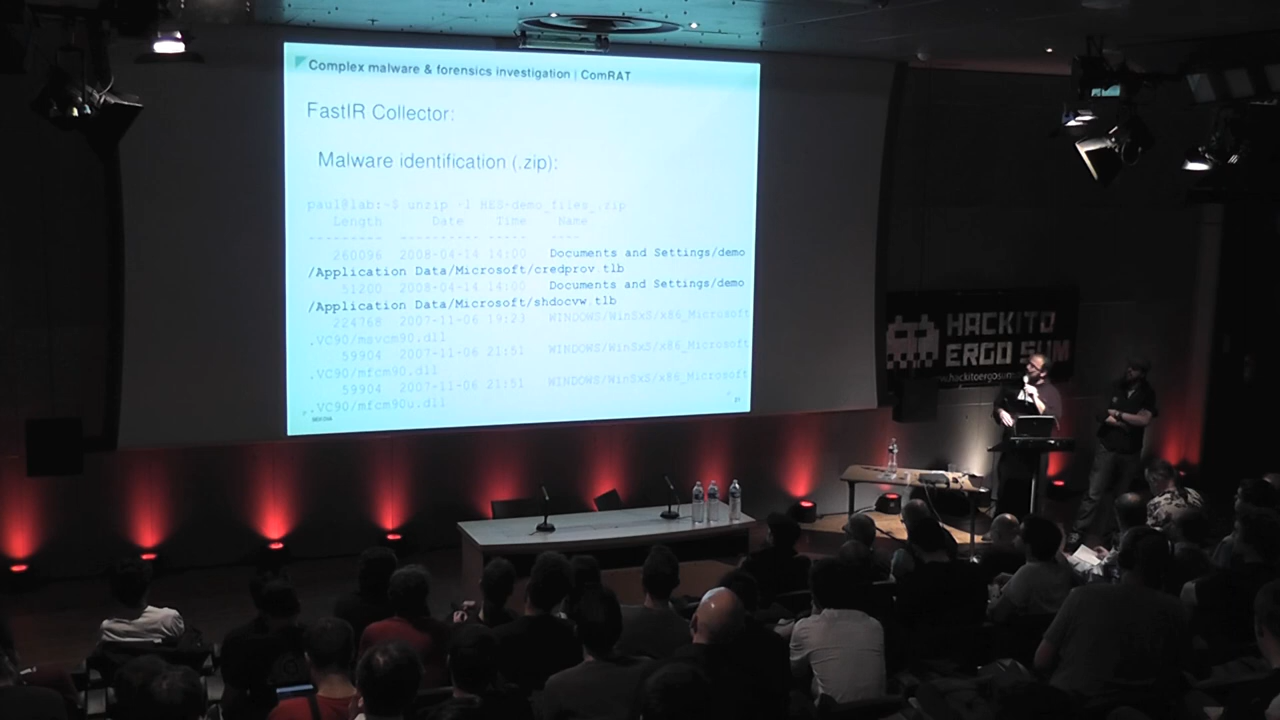 Complex malware & forensics investigation | ComRAT
FastIR Collector:
Malware identification (.zip):
paul@lab:~$ unzip -l HES-demo_files_.zip
Length Date Time Name
--------- ---------- ----- ----
260096 2008-04-14 14:00 Documents and Settings/demo
/Application Data/Microsoft/credprov.tlb
51200 2008-04-14 14:00 Documents and Settings/demo
/Application Data/Microsoft/shdocvw.tlb
224768 2007-11-06 19:23 WINDOWS/WinSxS/x86_Microsoft
.VC90/msvcm90.dll
59904 2007-11-06 21:51 WINDOWS/WinSxS/x86_Microsoft
.VC90/mfcm90.dll
59904 2007-11-06 21:51 WINDOWS/WinSxS/x86_Microsoft
.VC90/mfcm90u.dll
HACKITO
ERGO SUM